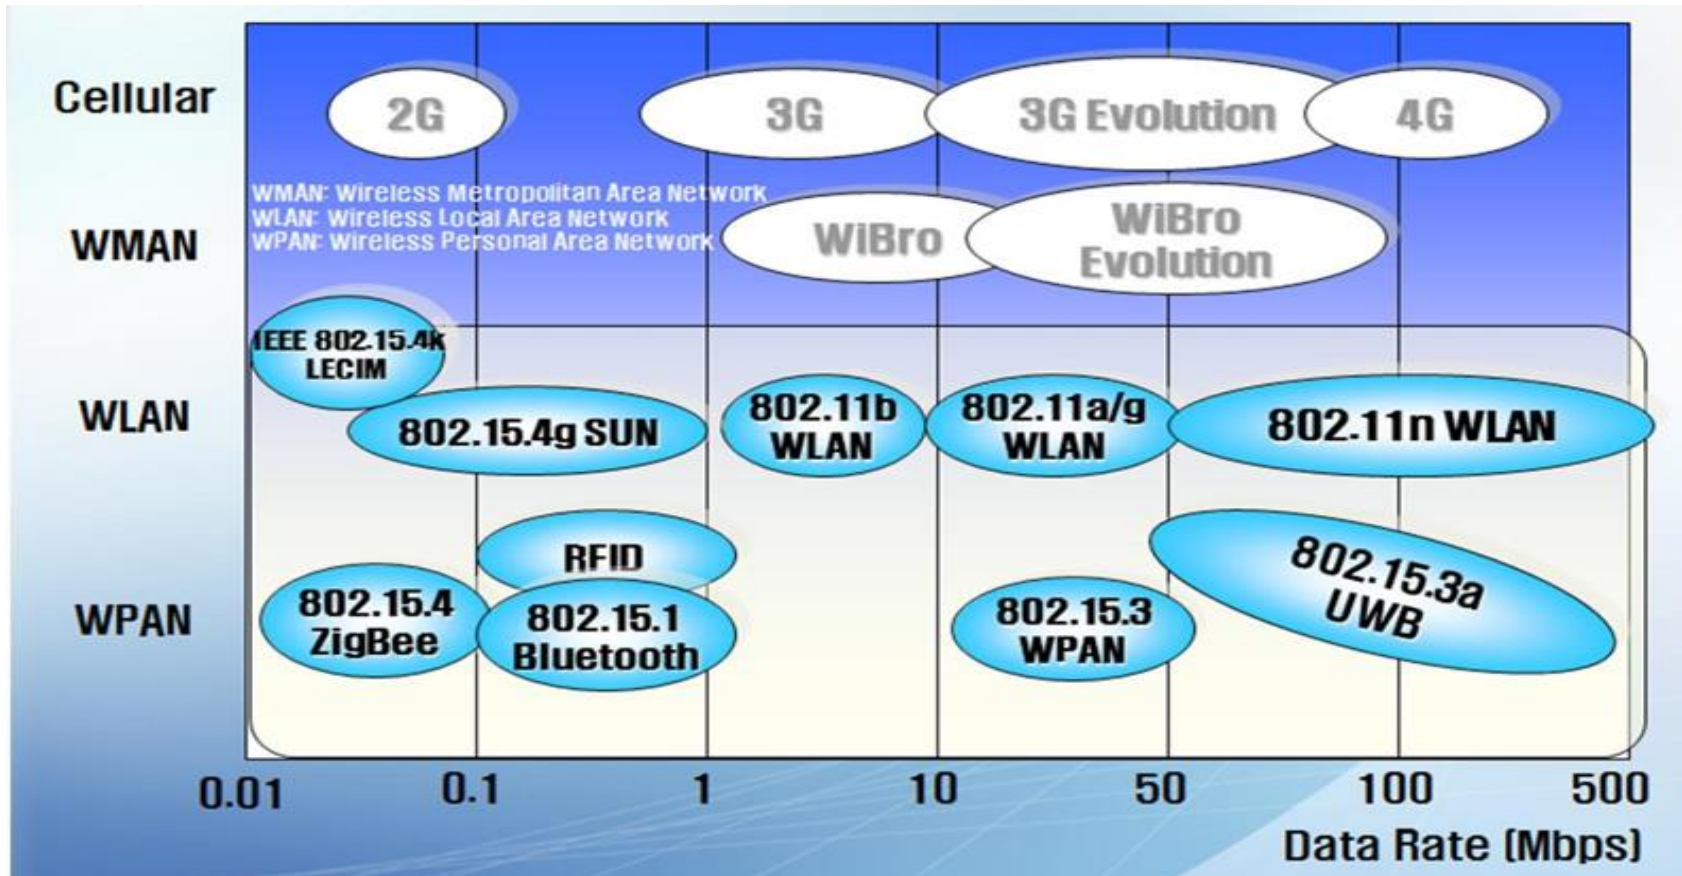 Cellular
2G
3G
3G Evolution
4G
WMAN: Wireless Metropolitan Area Network
WLAN: Wireless Local Area Network
WPAN: Wireless Personal Area Network
WMAN
WiBro
WiBro
Evolution
IEEE 802.15.4k
LECIM
WLAN
802.15.4g SUN
802.11b
WLAN
802.11a/g
WLAN
802.11n WLAN
RFID
WPAN
802.15.4
ZigBee
802.15.1
Bluetooth
802.15.3
WPAN
802.15.3a
UWB
0.01
0.1
1
10
50
100
500
Data Rate (Mbps)